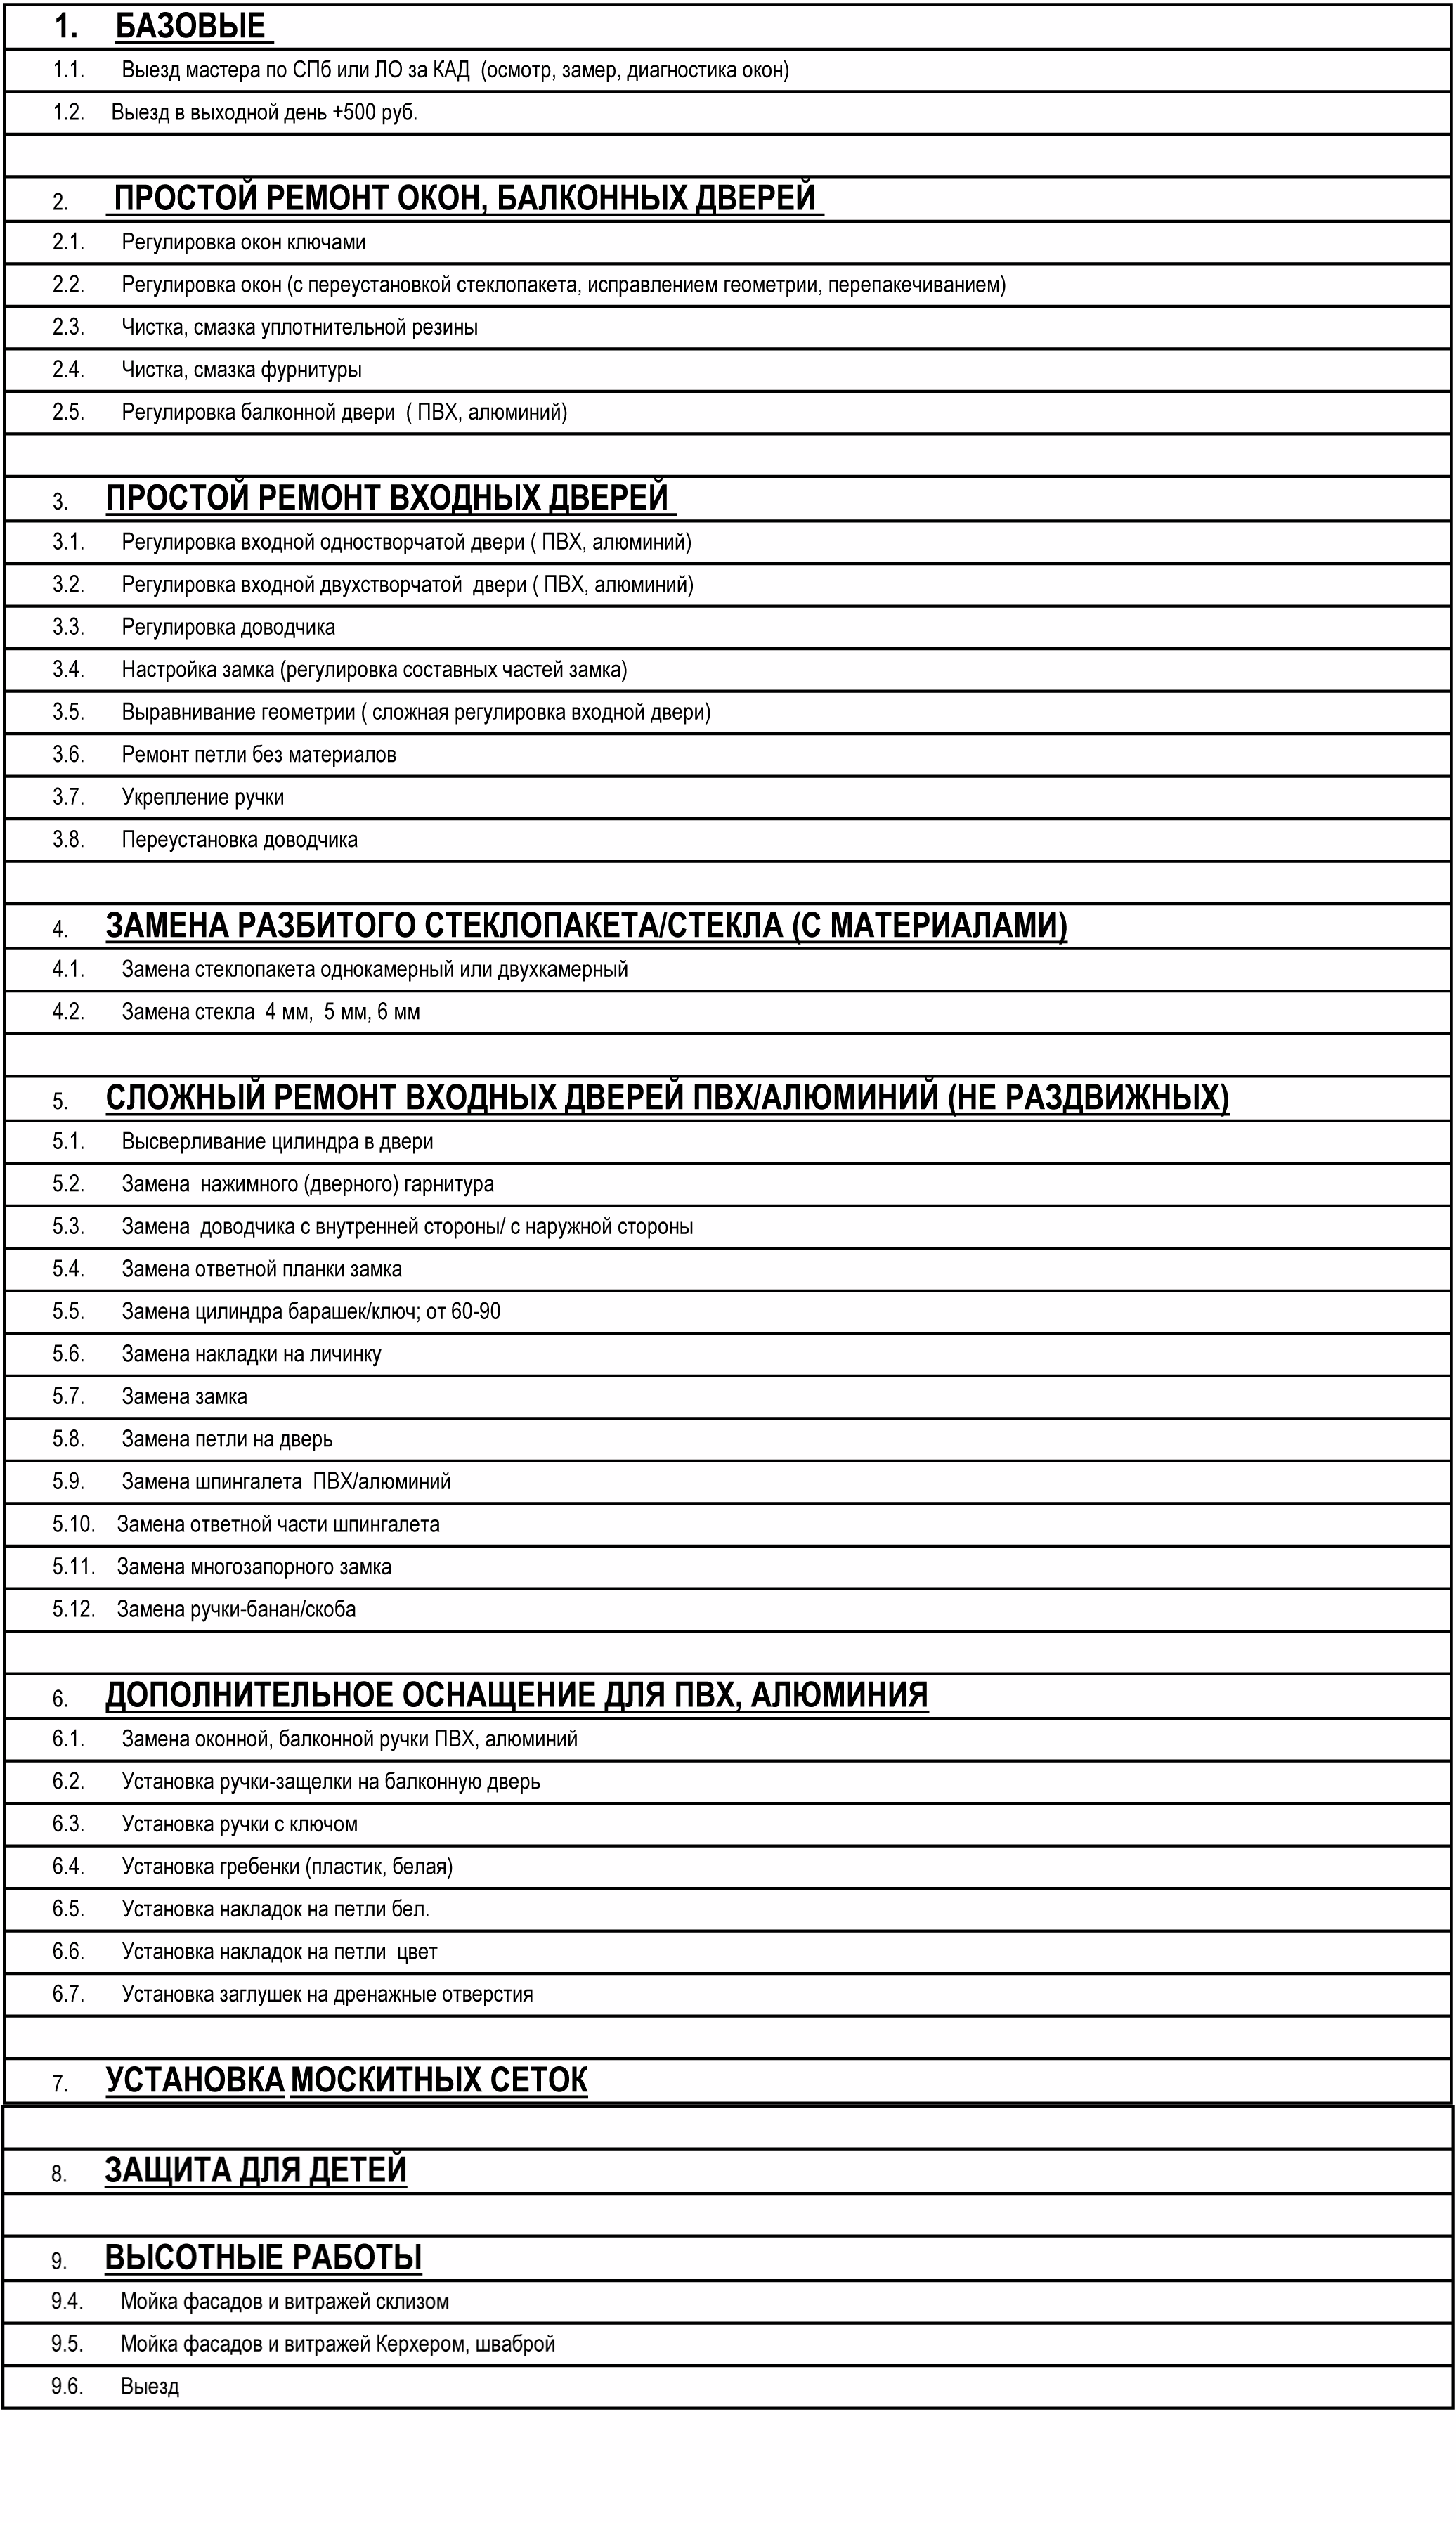 1. БАЗОВЫЕ
1.1. Выезд мастера по СПб или ЛО за КАД (осмотр, замер, диагностика окон)
1.2. Выезд в выходной день +500 руб.
2. ПРОСТОЙ РЕМОНТ ОКОН, БАЛКОННЫХ ДВЕРЕЙ
2.1. Регулировка окон ключами
2.2. Регулировка окон (с переустановкой стеклопакета, исправлением геометрии, перепакечиванием)
2.3. Чистка, смазка уплотнительной резины
2.4. Чистка, смазка фурнитуры
2.5. Регулировка балконной двери ( ПВХ, алюминий)
3. ПРОСТОЙ РЕМОНТ ВХОДНЫХ ДВЕРЕЙ
3.1. Регулировка входной одностворчатой двери ( ПВХ, алюминий)
3.2. Регулировка входной двухстворчатой двери ( ПВХ, алюминий)
3.3. Регулировка доводчика
3.4. Настройка замка (регулировка составных частей замка)
3.5. Выравнивание геометрии ( сложная регулировка входной двери)
3.6. Ремонт петли без материалов
3.7. Укрепление ручки
3.8. Переустановка доводчика
4. ЗАМЕНА РАЗБИТОГО СТЕКЛОПАКЕТА/СТЕКЛА (С МАТЕРИАЛАМИ)
4.1. Замена стеклопакета однокамерный или двухкамерный
4.2. Замена стекла 4 мм, 5 мм, 6 мм
5. СЛОЖНЫЙ РЕМОНТ ВХОДНЫХ ДВЕРЕЙ ПВХ/АЛЮМИНИЙ (НЕ РАЗДВИЖНЫХ)
5.1. Высверливание цилиндра в двери
5.2. Замена нажимного (дверного) гарнитура
5.3. Замена доводчика с внутренней стороны/ с наружной стороны
5.4. Замена ответной планки замка
5.5. Замена цилиндра барашек/ключ; от 60-90
5.6. Замена накладки на личинку
5.7. Замена замка
5.8. Замена петли на дверь
5.9. Замена шпингалета ПВХ/алюминий
5.10. Замена ответной части шпингалета
5.11. Замена многозапорного замка
5.12. Замена ручки-банан/скоба
6. ДОПОЛНИТЕЛЬНОЕ ОСНАЩЕНИЕ ДЛЯ ПВХ, АЛЮМИНИЯ
6.1. Замена оконной, балконной ручки ПВХ, алюминий
6.2. Установка ручки-защелки на балконную дверь
6.3. Установка ручки с ключом
6.4. Установка гребенки (пластик, белая)
6.5. Установка накладок на петли бел.
6.6. Установка накладок на петли цвет
6.7. Установка заглушек на дренажные отверстия
7. УСТАНОВКА МОСКИТНЫХ СЕТОК
8. ЗАЩИТА ДЛЯ ДЕТЕЙ
9. ВЫСОТНЫЕ РАБОТЫ
9.4. Мойка фасадов и витражей склизом
9.5. Мойка фасадов и витражей Керхером, шваброй
9.6. Выезд